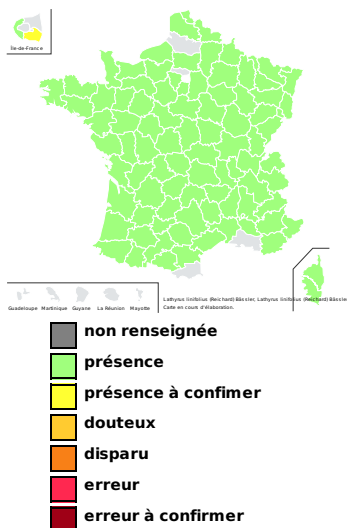 Île-de-France
Guadeloupe Martinique Guyane La Réunion Mayotte
Lathyrus linifolius (Reichard) Bässler, Lathyrus linifolius (Reichard) Bässler
Carte en cours d'élaboration.
non renseignée
présence
présence à confimer
douteux
disparu
erreur
erreur à confirmer